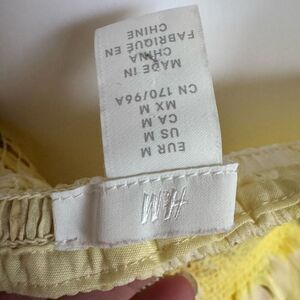 H&M
EUR M
US M
CA M
MX M
CN 170/96A
MADE IN
CHINA
FABRIQUE EN
CHINE